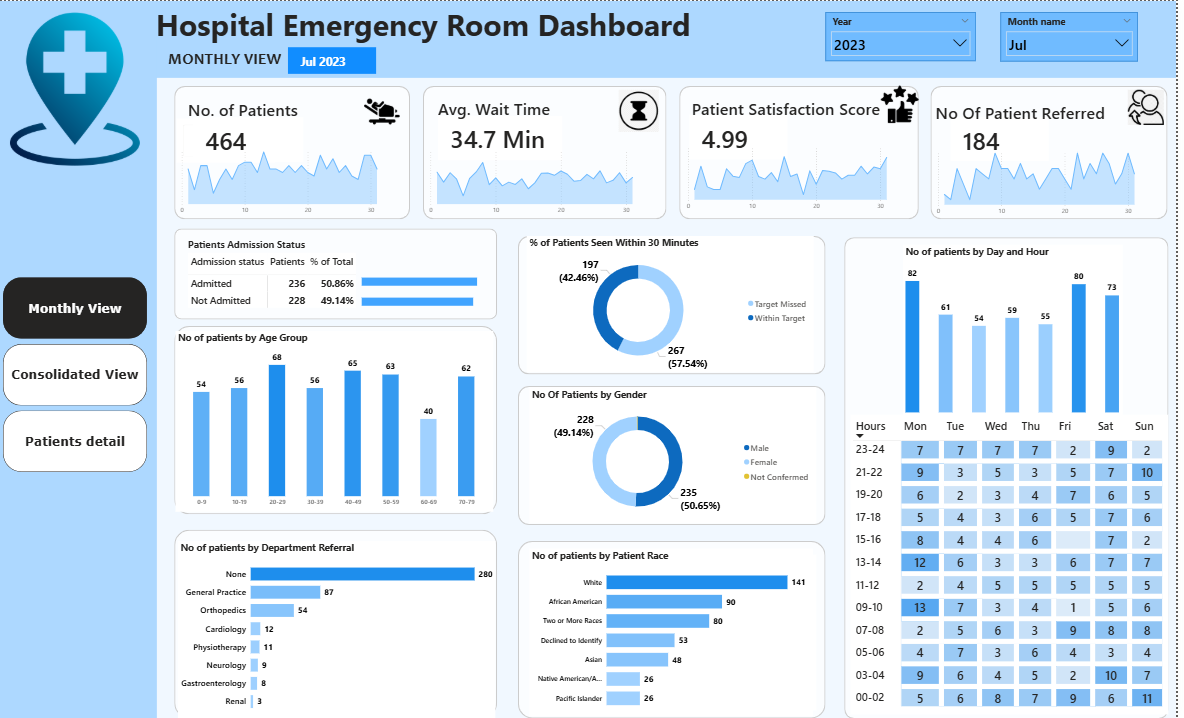 Hospital Emergency Room Dashboard
MONTHLY VIEW
Jul 2023
Year
2023
Month name
Jul
No. of Patients
464
0 10 20 30
Avg. Wait Time
34.7 Min
0 10 20 30
Patient Satisfaction Score
4.99
0 10 20 30
No Of Patient Referred
184
0 10 20 30
Monthly View
Consolidated View
Patients detail
Patients Admission Status
Admission status Patients % of Total
Admitted 236 50.86%
Not Admitted 228 49.14%
No of patients by Age Group
54 56 68 56 65 63 40 62
0-9 10-19 20-29 30-39 40-49 50-59 60-69 70-79
No of patients by Department Referral
None 280
General Practice 87
Orthopedics 54
Cardiology 12
Physiotherapy 11
Neurology 9
Gastroenterology 8
Renal 3
% of Patients Seen Within 30 Minutes
197
(42.46%)
Target Missed
Within Target
267
(57.54%)
No Of Patients by Gender
228
(49.14%)
Male
Female
Not Confirmed
235
(50.65%)
No of patients by Patient Race
White 141
African American 90
Two or More Races 80
Declined to Identify 53
Asian 48
Native American/A... 26
Pacific Islander 26
No of patients by Day and Hour
82 61 54 59 55 80 73
Hours Mon Tue Wed Thu Fri Sat Sun
23-24 7 7 7 7 2 9 2
21-22 9 3 5 3 5 7 10
19-20 6 2 3 4 7 6 5
17-18 5 4 3 6 5 7 6
15-16 8 4 4 6 7 2
13-14 12 6 3 3 6 7 7
11-12 2 4 5 5 5 5 5
09-10 13 7 3 4 1 5 6
07-08 2 5 6 3 9 8 8
05-06 4 7 3 6 4 3 4
03-04 9 6 4 5 2 10 7
00-02 5 6 8 7 9 6 11